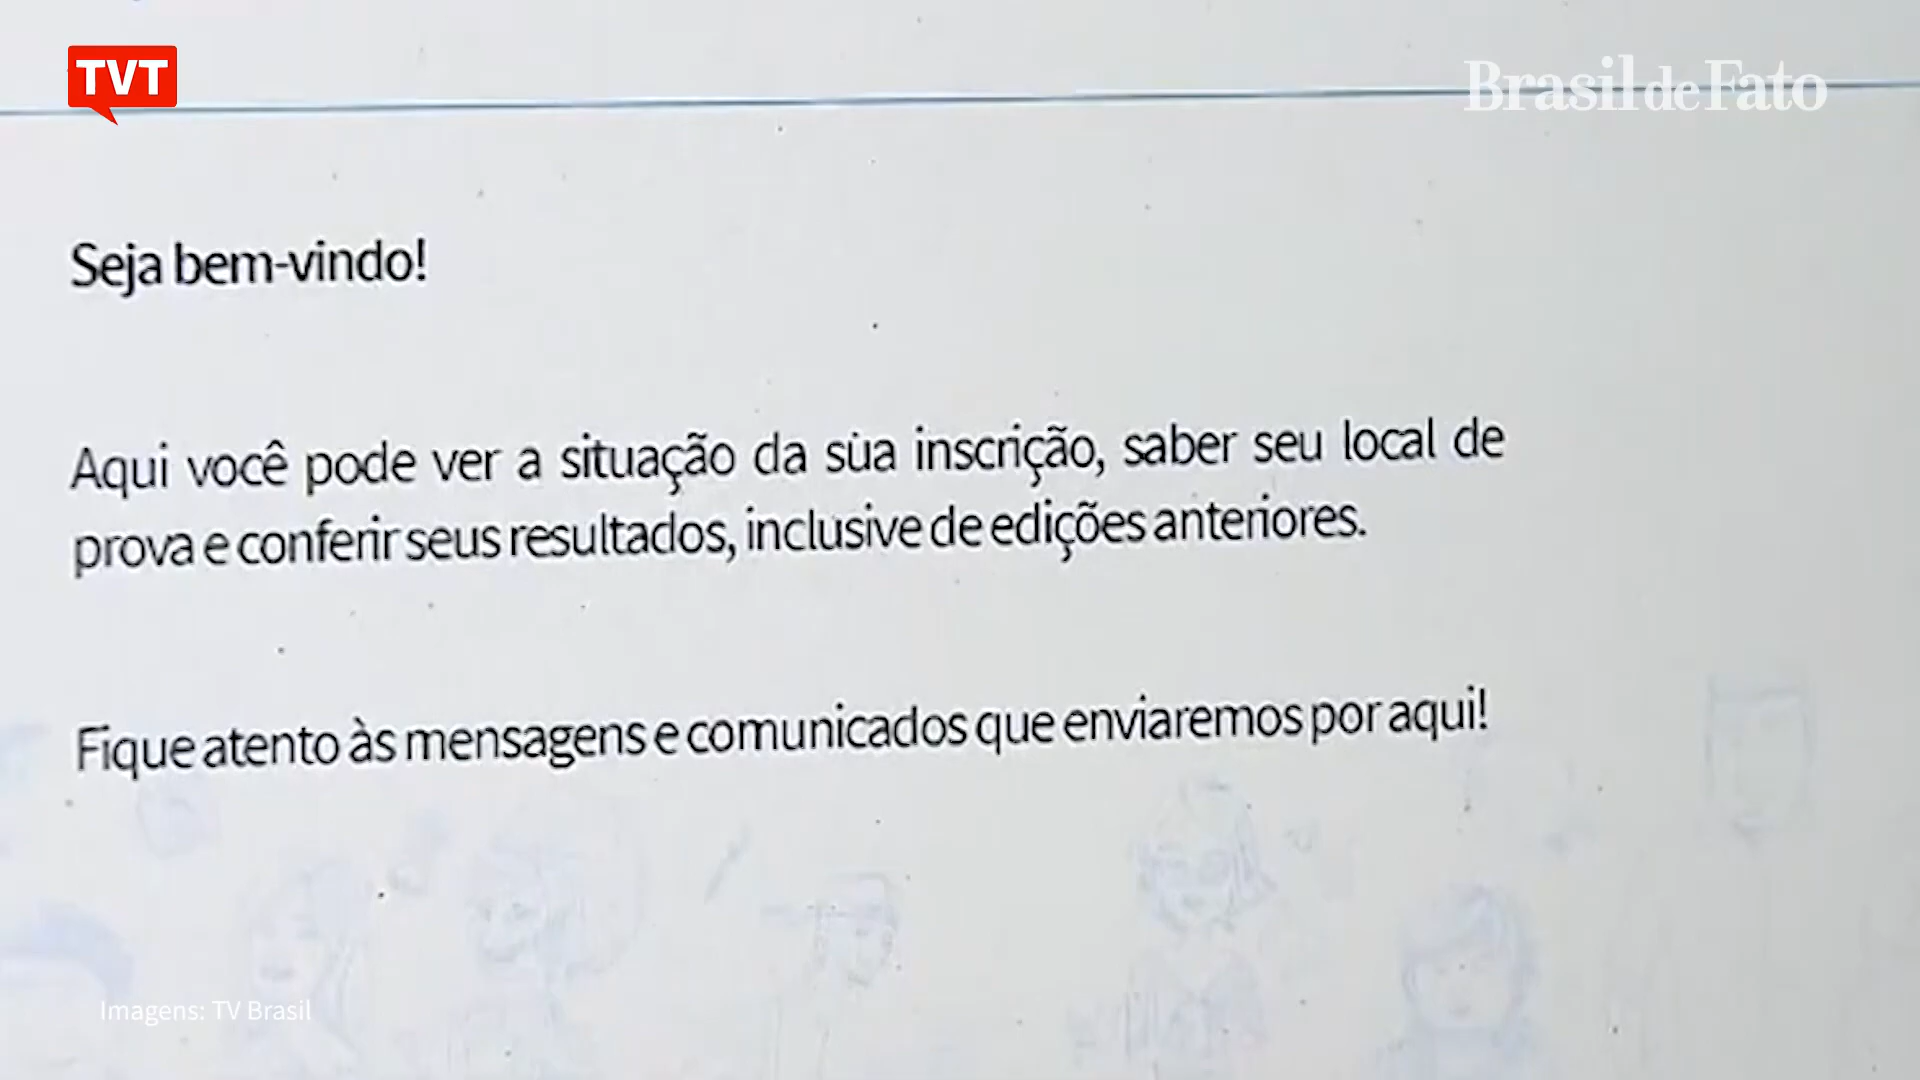 TVT
Brasil de Fato
Seja bem-vindo!
Aqui você pode ver a situação da sua inscrição, saber seu local de
prova e conferir seus resultados, inclusive de edições anteriores.
Fique atento às mensagens e comunicados que enviaremos por aqui!
Imagens: TV Brasil